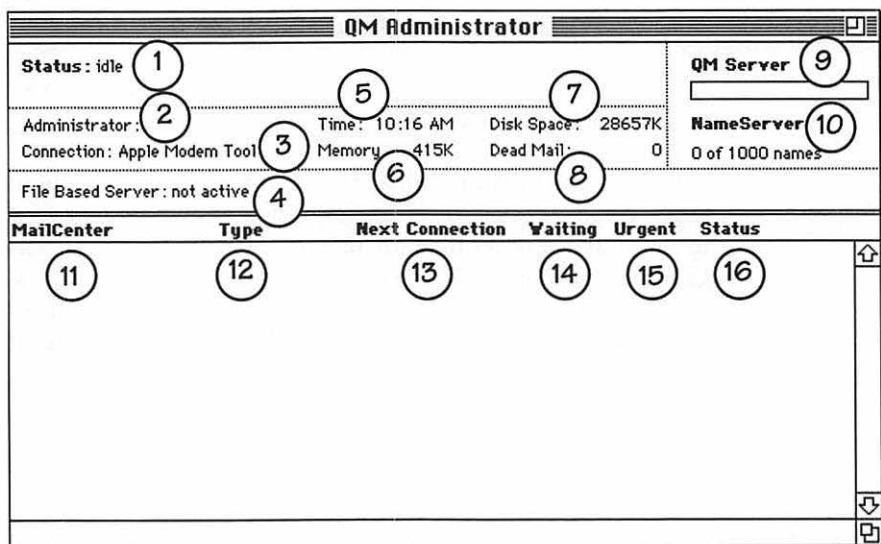 QM Administrator
Status: idle 1
QM Server 9
Administrator: 2
Time: 10:16 AM 5
Disk Space: 28657K 7
NameServer 10
Connection: Apple Modem Tool 3
Memory 415K 6
Dead Mail: 0 8
0 of 1000 names
File Based Server: not active 4
MailCenter Type Next Connection Waiting Urgent Status
11 12 13 14 15 16